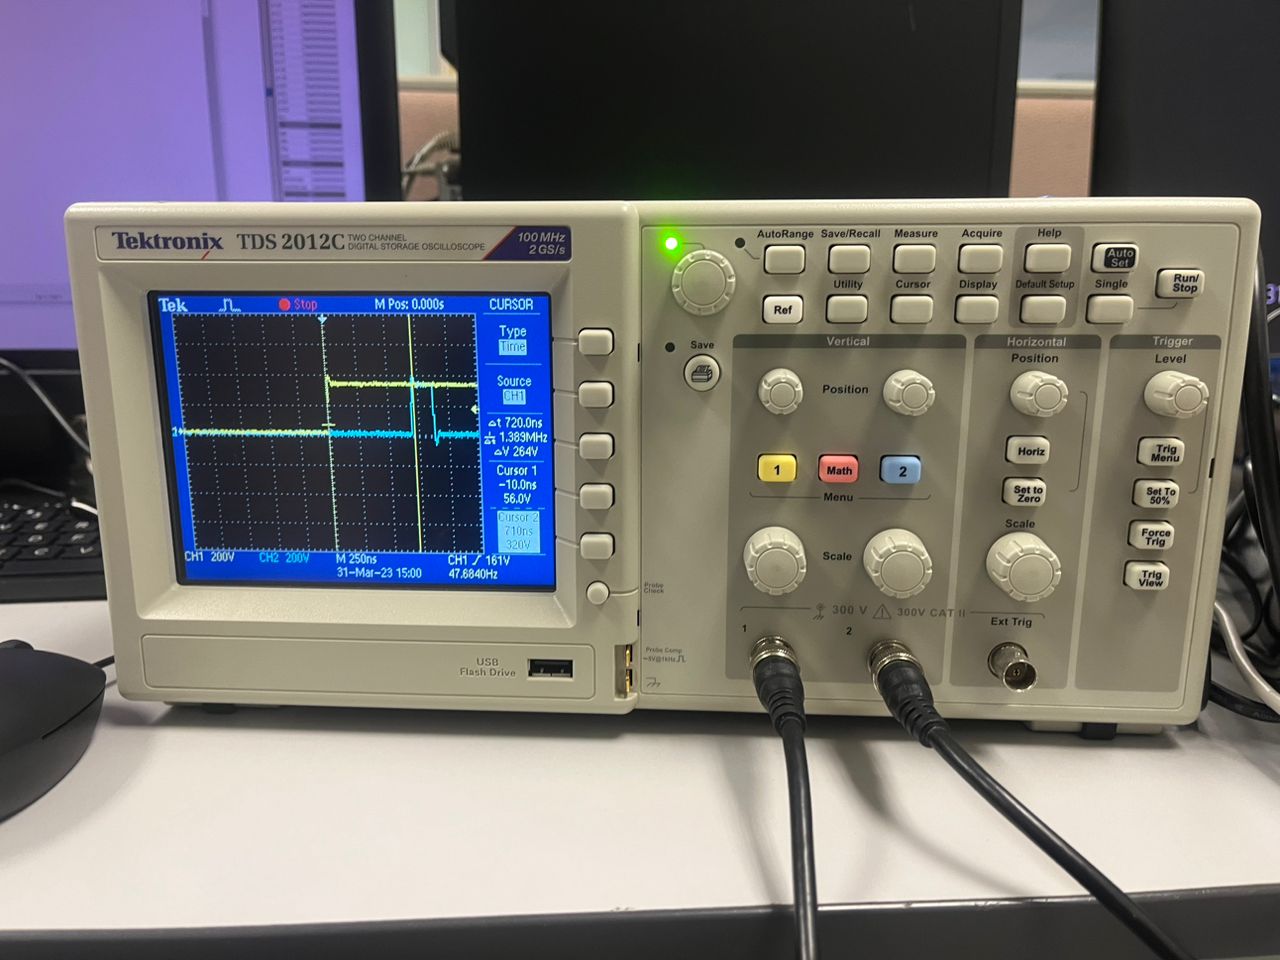 Tektronix TDS 2012C TWO CHANNEL DIGITAL STORAGE OSCILLOSCOPE
100 MHz
2 GS/s
Tek Stop M Pos: 0.000s CURSOR
Type
Time
Source
CH1
Δt 720.0ns
1.389MHz
ΔV 264V
Cursor 1
-10.0ns
56.0V
Cursor 2
710ns
320V
1
CH1 200V CH2 200V M 250ns CH1 161V
31-Mar-23 15:00 47.6840Hz
USB
Flash Drive
Probe
Check
Probe Comp
~5V@1kHz
AutoRange Save/Recall Measure Acquire Help Auto Set
Utility Cursor Display Default Setup Single Run/Stop
Ref
Save
Vertical
Position
1 Math 2
Menu
Scale
300 V 300V CAT II
1 2
Horizontal
Position
Horiz
Set to Zero
Scale
Ext Trig
Trigger
Level
Trig Menu
Set To 50%
Force Trig
Trig View